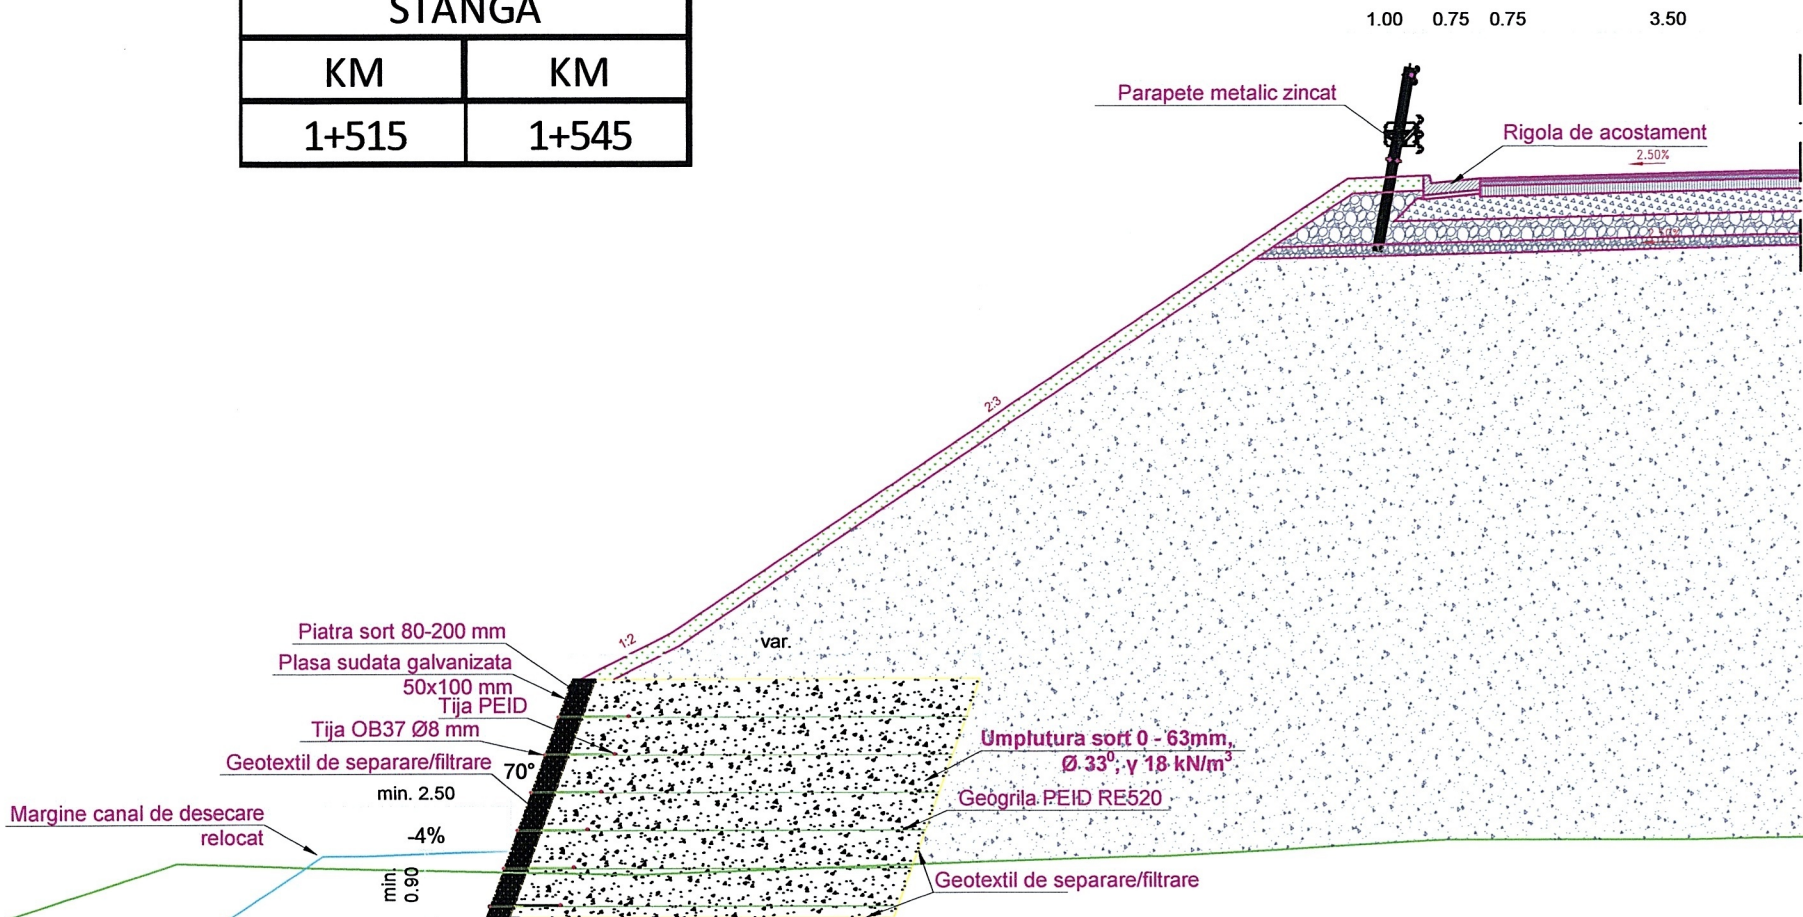 STANGA
KM KM
1+515 1+545
1.00 0.75 0.75 3.50
Parapete metalic zincat
Rigola de acostament
2.50%
2.50%
2:3
1:2
var.
Piatra sort 80-200 mm
Plasa sudata galvanizata
50x100 mm
Tija PEID
Tija OB37 Ø8 mm
Geotextil de separare/filtrare
70°
min. 2.50
Margine canal de desecare
relocat
-4%
min.
0.90
Umplutura sort 0 - 63mm,
Ø 33⁰, γ 18 kN/m³
Geogrila PEID RE520
Geotextil de separare/filtrare